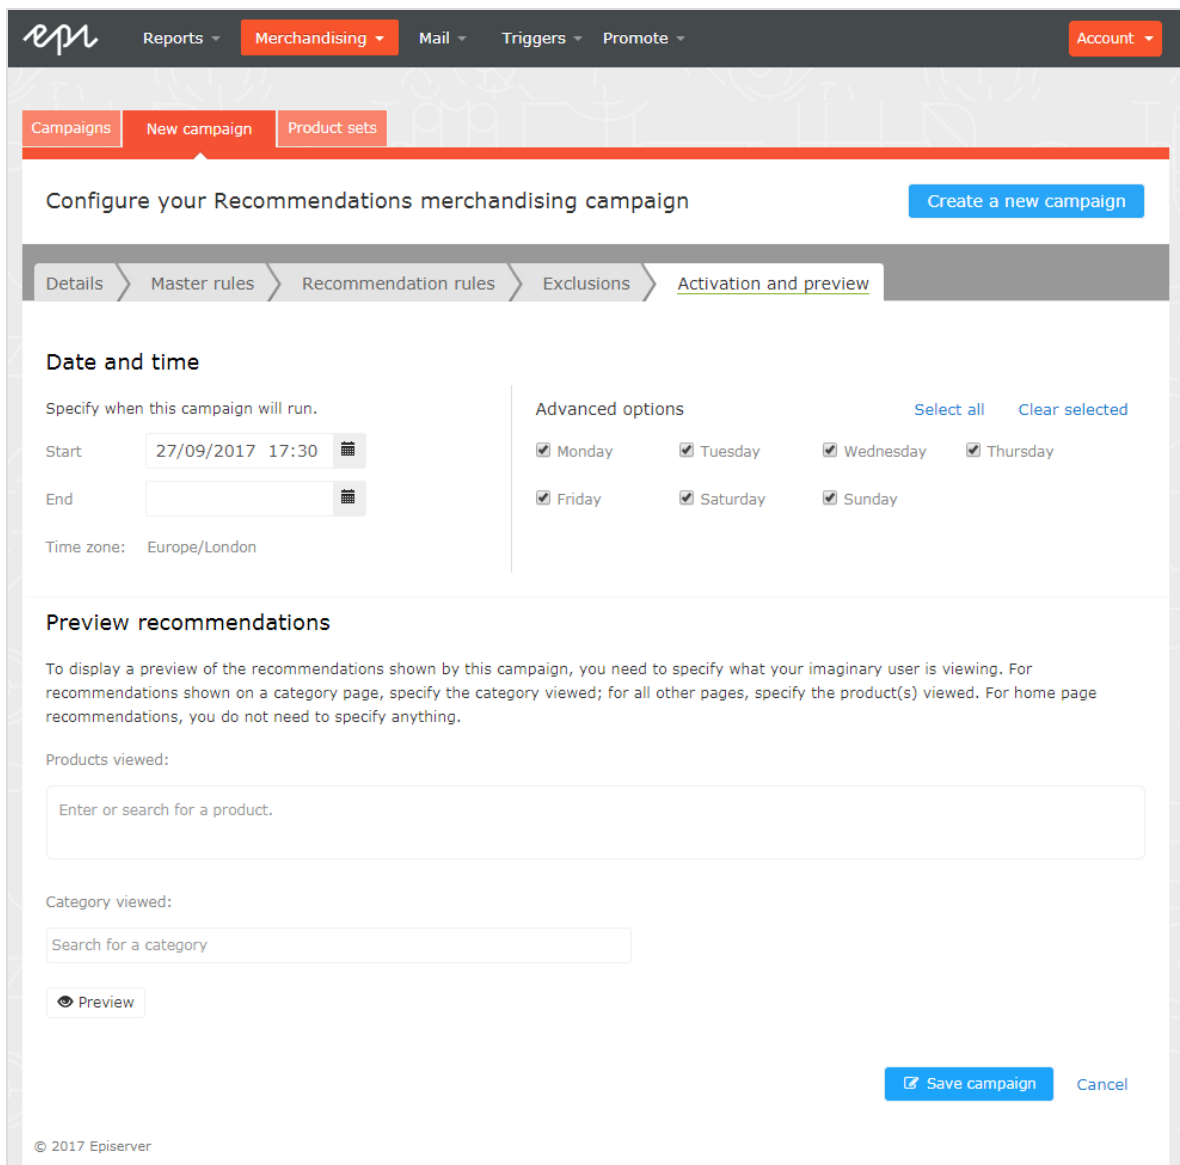 epi
Reports Merchandising Mail Triggers Promote Account
Campaigns New campaign Product sets
Configure your Recommendations merchandising campaign Create a new campaign
Details Master rules Recommendation rules Exclusions Activation and preview
Date and time
Specify when this campaign will run. Advanced options Select all Clear selected
Start 27/09/2017 17:30 Monday Tuesday Wednesday Thursday
End Friday Saturday Sunday
Time zone: Europe/London
Preview recommendations
To display a preview of the recommendations shown by this campaign, you need to specify what your imaginary user is viewing. For
recommendations shown on a category page, specify the category viewed; for all other pages, specify the product(s) viewed. For home page
recommendations, you do not need to specify anything.
Products viewed:
Enter or search for a product.
Category viewed:
Search for a category
Preview
Save campaign Cancel
© 2017 Episerver